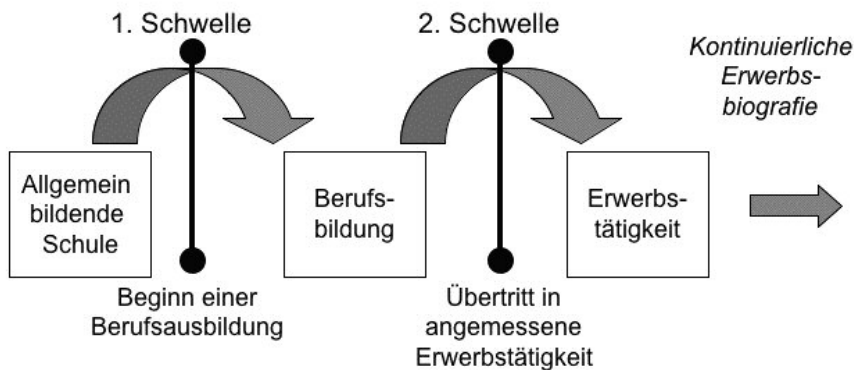 1. Schwelle
2. Schwelle
Kontinuierliche
Erwerbs-
biografie
Allgemein
bildende
Schule
Berufs-
bildung
Erwerbs-
tätigkeit
Beginn einer
Berufsausbildung
Übertritt in
angemessene
Erwerbstätigkeit